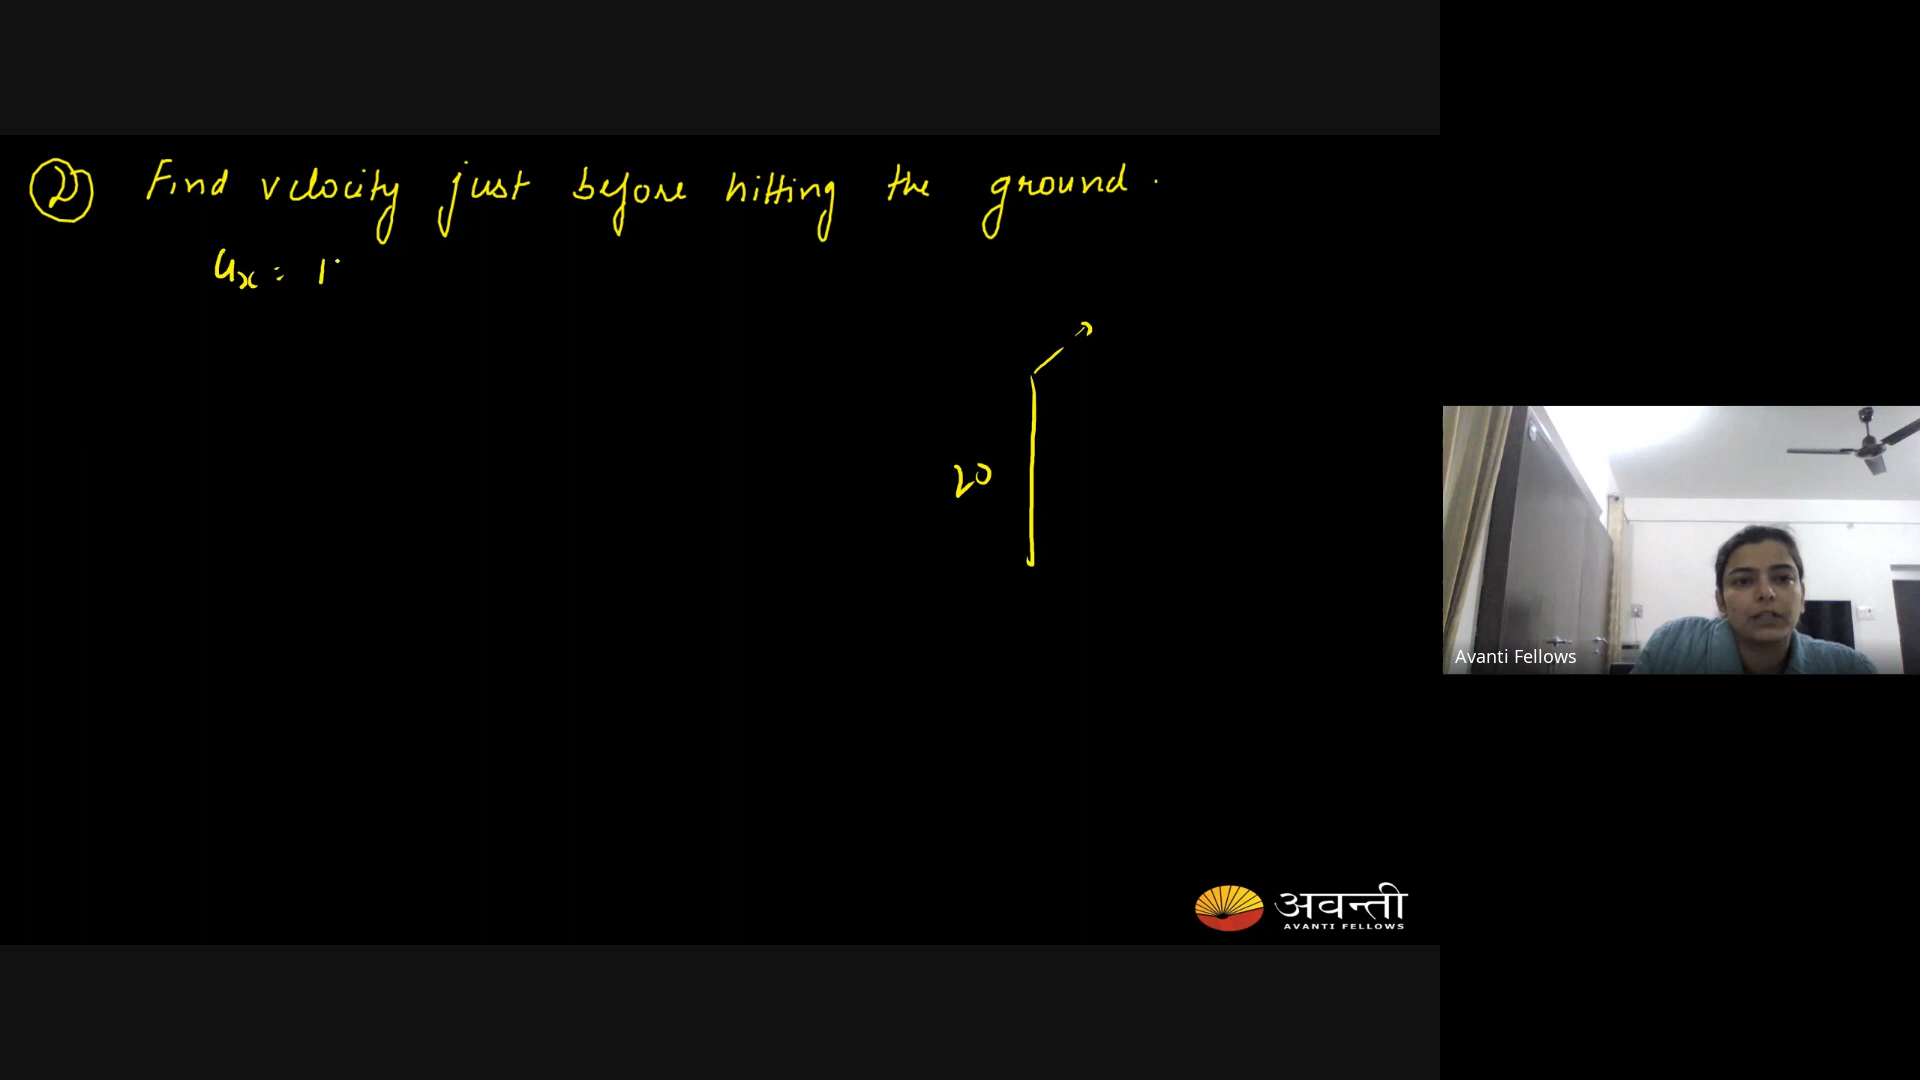 2) Find velocity just before hitting the ground.
ux = 1
20
Avanti Fellows
अवन्ती
AVANTI FELLOWS